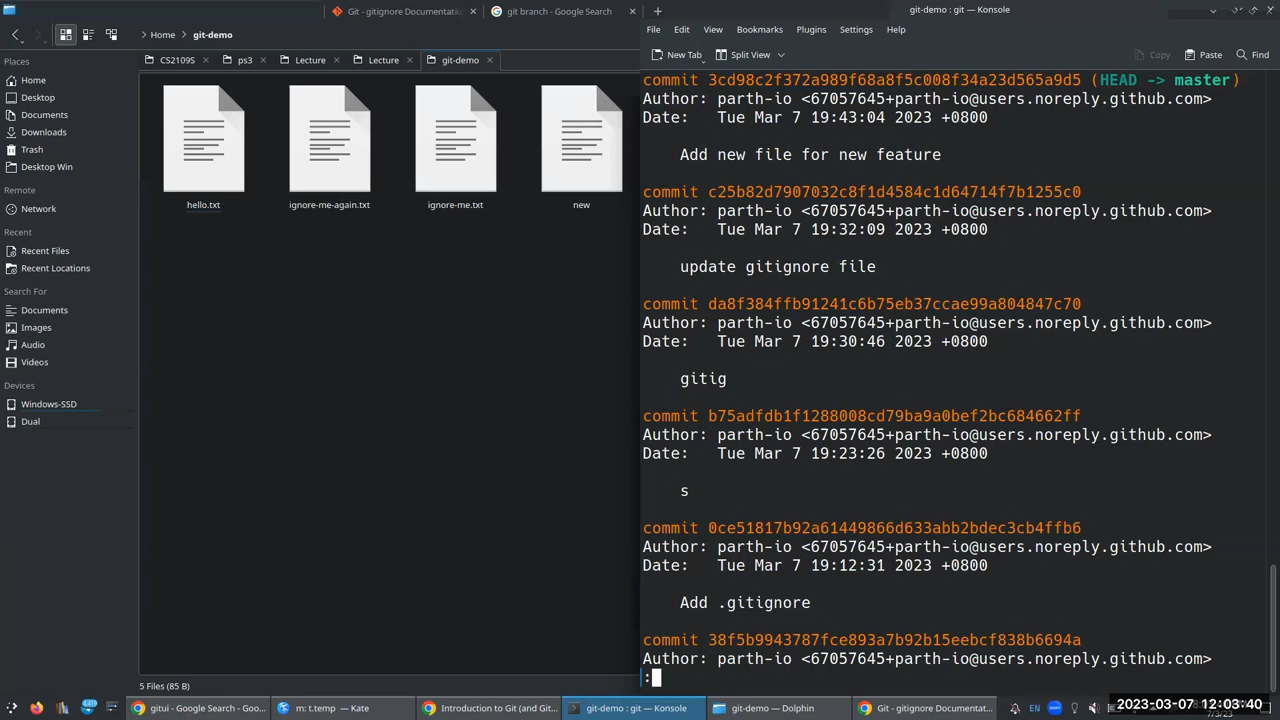 Git - gitignore Documentati
git branch - Google Search
git-demo : git — Konsole
Home
git-demo
File Edit View Bookmarks Plugins Settings Help
New Tab
Split View
Copy
Paste
Find
Places
Home
Desktop
Documents
Downloads
Trash
Desktop Win
Remote
Network
Recent
Recent Files
Recent Locations
Search For
Documents
Images
Audio
Videos
Devices
Windows-SSD
Dual
CS2109S
ps3
Lecture
Lecture
git-demo
hello.txt
ignore-me-again.txt
ignore-me.txt
new
5 Files (85 B)
commit 3cd98c2f372a989f68a8f5c008f34a23d565a9d5 (HEAD -> master)
Author: parth-io <67057645+parth-io@users.noreply.github.com>
Date: Tue Mar 7 19:43:04 2023 +0800
Add new file for new feature
commit c25b82d7907032c8f1d4584c1d64714f7b1255c0
Author: parth-io <67057645+parth-io@users.noreply.github.com>
Date: Tue Mar 7 19:32:09 2023 +0800
update gitignore file
commit da8f384ffb91241c6b75eb37ccae99a804847c70
Author: parth-io <67057645+parth-io@users.noreply.github.com>
Date: Tue Mar 7 19:30:46 2023 +0800
gitig
commit b75adfdb1f1288008cd79ba9a0bef2bc684662ff
Author: parth-io <67057645+parth-io@users.noreply.github.com>
Date: Tue Mar 7 19:23:26 2023 +0800
s
commit 0ce51817b92a61449866d633abb2bdec3cb4ffb6
Author: parth-io <67057645+parth-io@users.noreply.github.com>
Date: Tue Mar 7 19:12:31 2023 +0800
Add .gitignore
commit 38f5b9943787fce893a7b92b15eebcf838b6694a
Author: parth-io <67057645+parth-io@users.noreply.github.com>
:
gitui - Google Search - Goo
m: t.temp — Kate
Introduction to Git (and Git
git-demo : git — Konsole
git-demo — Dolphin
Git - gitignore Documentat
EN
2023-03-07 12:03:40
7/3/23